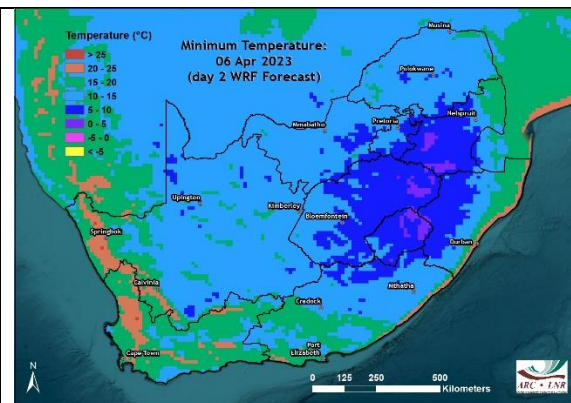 Temperature (°C)
> 25
20 - 25
15 - 20
10 - 15
5 - 10
0 - 5
-5 - 0
< -5
Minimum Temperature:
06 Apr 2023
(day 2 WRF Forecast)
Musina
Polokwane
Nelspruit
Pretoria
Mmabatho
Upington
Kimberley
Bloemfontein
Springbok
Durban
Calvinia
Mthatha
Cradock
Cape Town
Port
Elizabeth
N
0 125 250 500
Kilometers
ARC • LNR